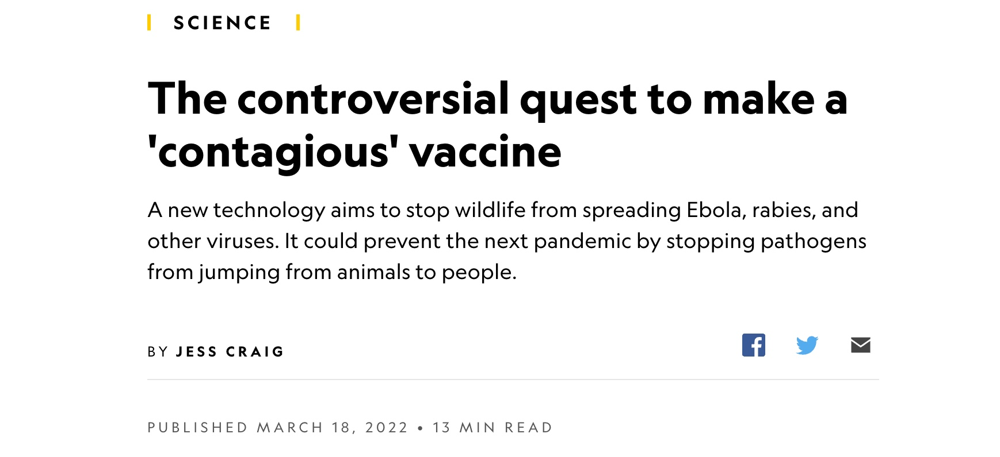 SCIENCE
The controversial quest to make a
'contagious' vaccine
A new technology aims to stop wildlife from spreading Ebola, rabies, and
other viruses. It could prevent the next pandemic by stopping pathogens
from jumping from animals to people.
BY JESS CRAIG
PUBLISHED MARCH 18, 2022 • 13 MIN READ